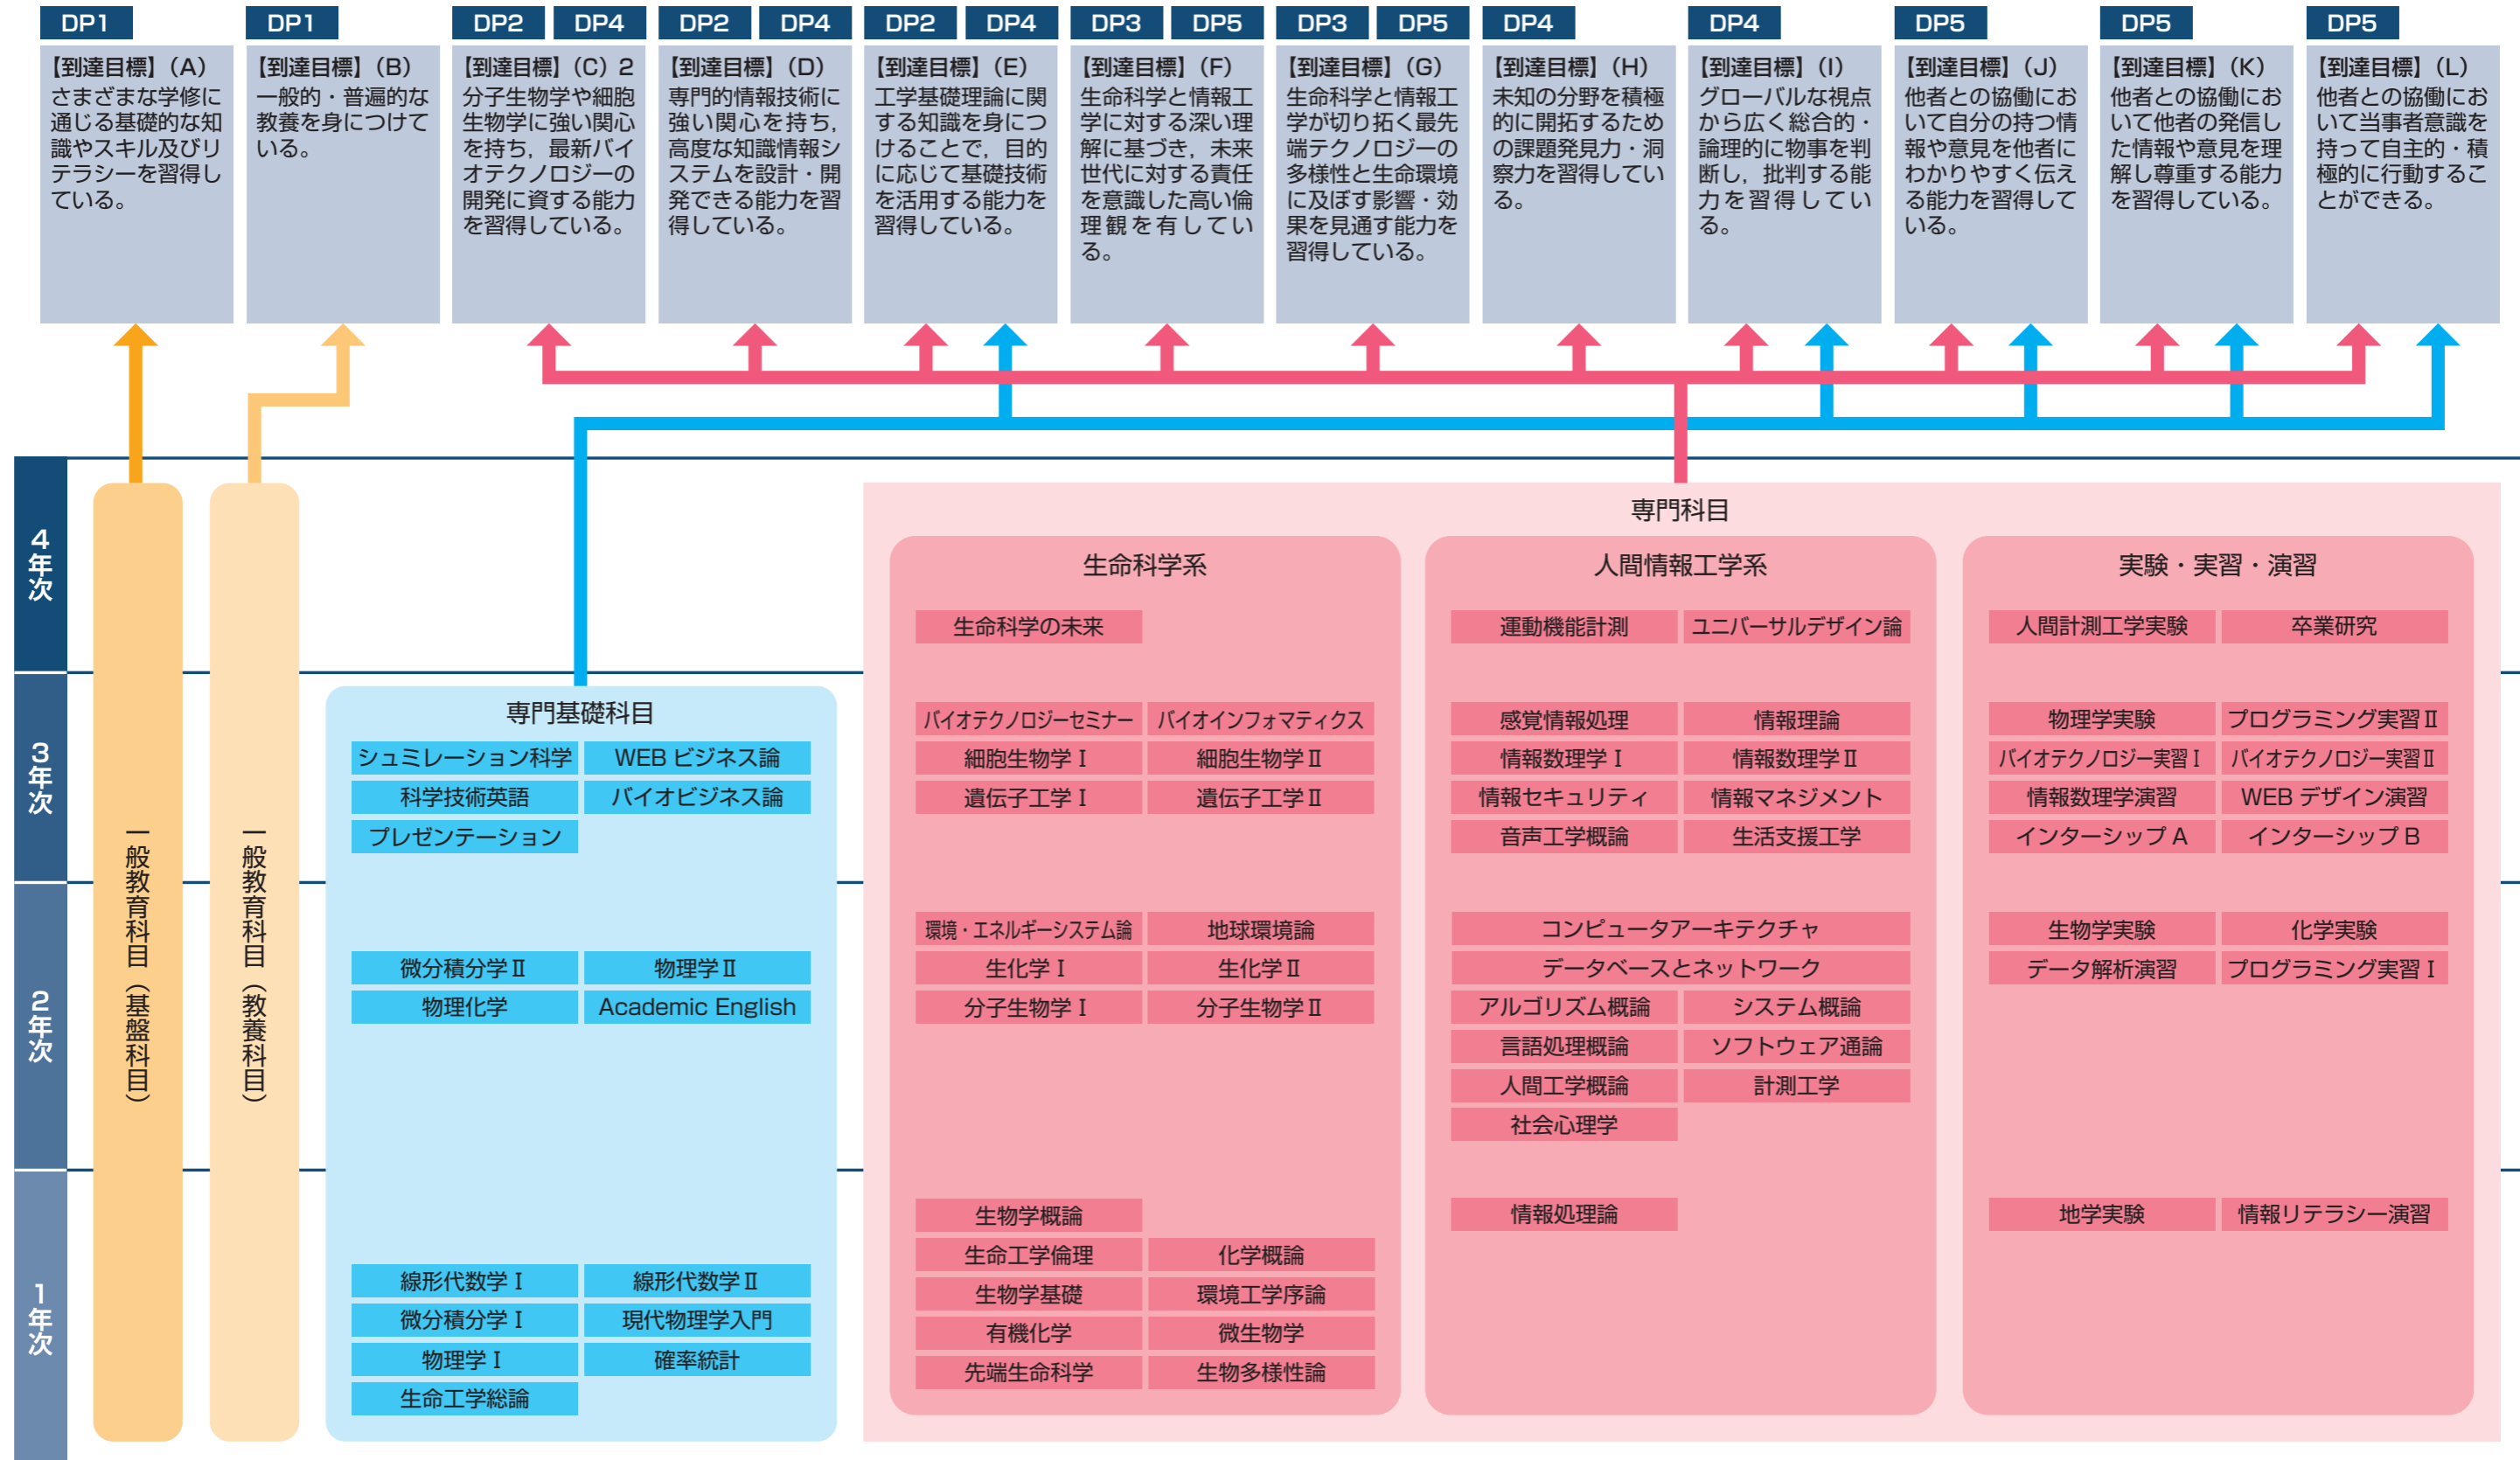 DP1
【到達目標】（A）
さまざまな学修に
通じる基礎的な知
識やスキル及びリ
テラシーを習得し
ている。
DP1
【到達目標】（B）
一般的・普遍的な
教養を身につけて
いる。
DP2 DP4
【到達目標】（C）2
分子生物学や細胞
生物学に強い関心
を持ち，最新バイ
オテクノロジーの
開発に資する能力
を習得している。
DP2 DP4
【到達目標】（D）
専門的情報技術に
強い関心を持ち，
高度な知識情報シ
ステムを設計・開
発できる能力を習
得している。
DP2 DP4
【到達目標】（E）
工学基礎理論に関
する知識を身につ
けることで，目的
に応じて基礎技術
を活用する能力を
習得している。
DP3 DP5
【到達目標】（F）
生命科学と情報工
学に対する深い理
解に基づき，未来
世代に対する責任
を意識した高い倫
理観を有してい
る。
DP3 DP5
【到達目標】（G）
生命科学と情報工
学が切り拓く最先
端テクノロジーの
多様性と生命環境
に及ぼす影響・効
果を見通す能力を
習得している。
DP4
【到達目標】（H）
未知の分野を積極
的に開拓するため
の課題発見力・洞
察力を習得してい
る。
DP4
【到達目標】（I）
グローバルな視点
から広く総合的・
論理的に物事を判
断し，批判する能
力を習得してい
る。
DP5
【到達目標】（J）
他者との協働にお
いて自分の持つ情
報や意見を他者に
わかりやすく伝え
る能力を習得して
いる。
DP5
【到達目標】（K）
他者との協働にお
いて他者の発信し
た情報や意見を理
解し尊重する能力
を習得している。
DP5
【到達目標】（L）
他者との協働にお
いて当事者意識を
持って自主的・積
極的に行動するこ
とができる。
4年次
3年次
2年次
1年次
一般教育科目（基盤科目）
一般教育科目（教養科目）
専門基礎科目
シュミレーション科学 WEB ビジネス論
科学技術英語 バイオビジネス論
プレゼンテーション
微分積分学Ⅱ 物理学Ⅱ
物理化学 Academic English
線形代数学Ⅰ 線形代数学Ⅱ
微分積分学Ⅰ 現代物理学入門
物理学Ⅰ 確率統計
生命工学総論
専門科目
生命科学系
生命科学の未来
バイオテクノロジーセミナー バイオインフォマティクス
細胞生物学Ⅰ 細胞生物学Ⅱ
遺伝子工学Ⅰ 遺伝子工学Ⅱ
環境・エネルギーシステム論 地球環境論
生化学Ⅰ 生化学Ⅱ
分子生物学Ⅰ 分子生物学Ⅱ
生物学概論
生命工学倫理 化学概論
生物学基礎 環境工学序論
有機化学 微生物学
先端生命科学 生物多様性論
人間情報工学系
運動機能計測 ユニバーサルデザイン論
感覚情報処理 情報理論
情報数理学Ⅰ 情報数理学Ⅱ
情報セキュリティ 情報マネジメント
音声工学概論 生活支援工学
コンピュータアーキテクチャ
データベースとネットワーク
アルゴリズム概論 システム概論
言語処理概論 ソフトウェア通論
人間工学概論 計測工学
社会心理学
情報処理論
実験・実習・演習
人間計測工学実験 卒業研究
物理学実験 プログラミング実習Ⅱ
バイオテクノロジー実習Ⅰ バイオテクノロジー実習Ⅱ
情報数理学演習 WEB デザイン演習
インターシップ A インターシップ B
生物学実験 化学実験
データ解析演習 プログラミング実習Ⅰ
地学実験 情報リテラシー演習